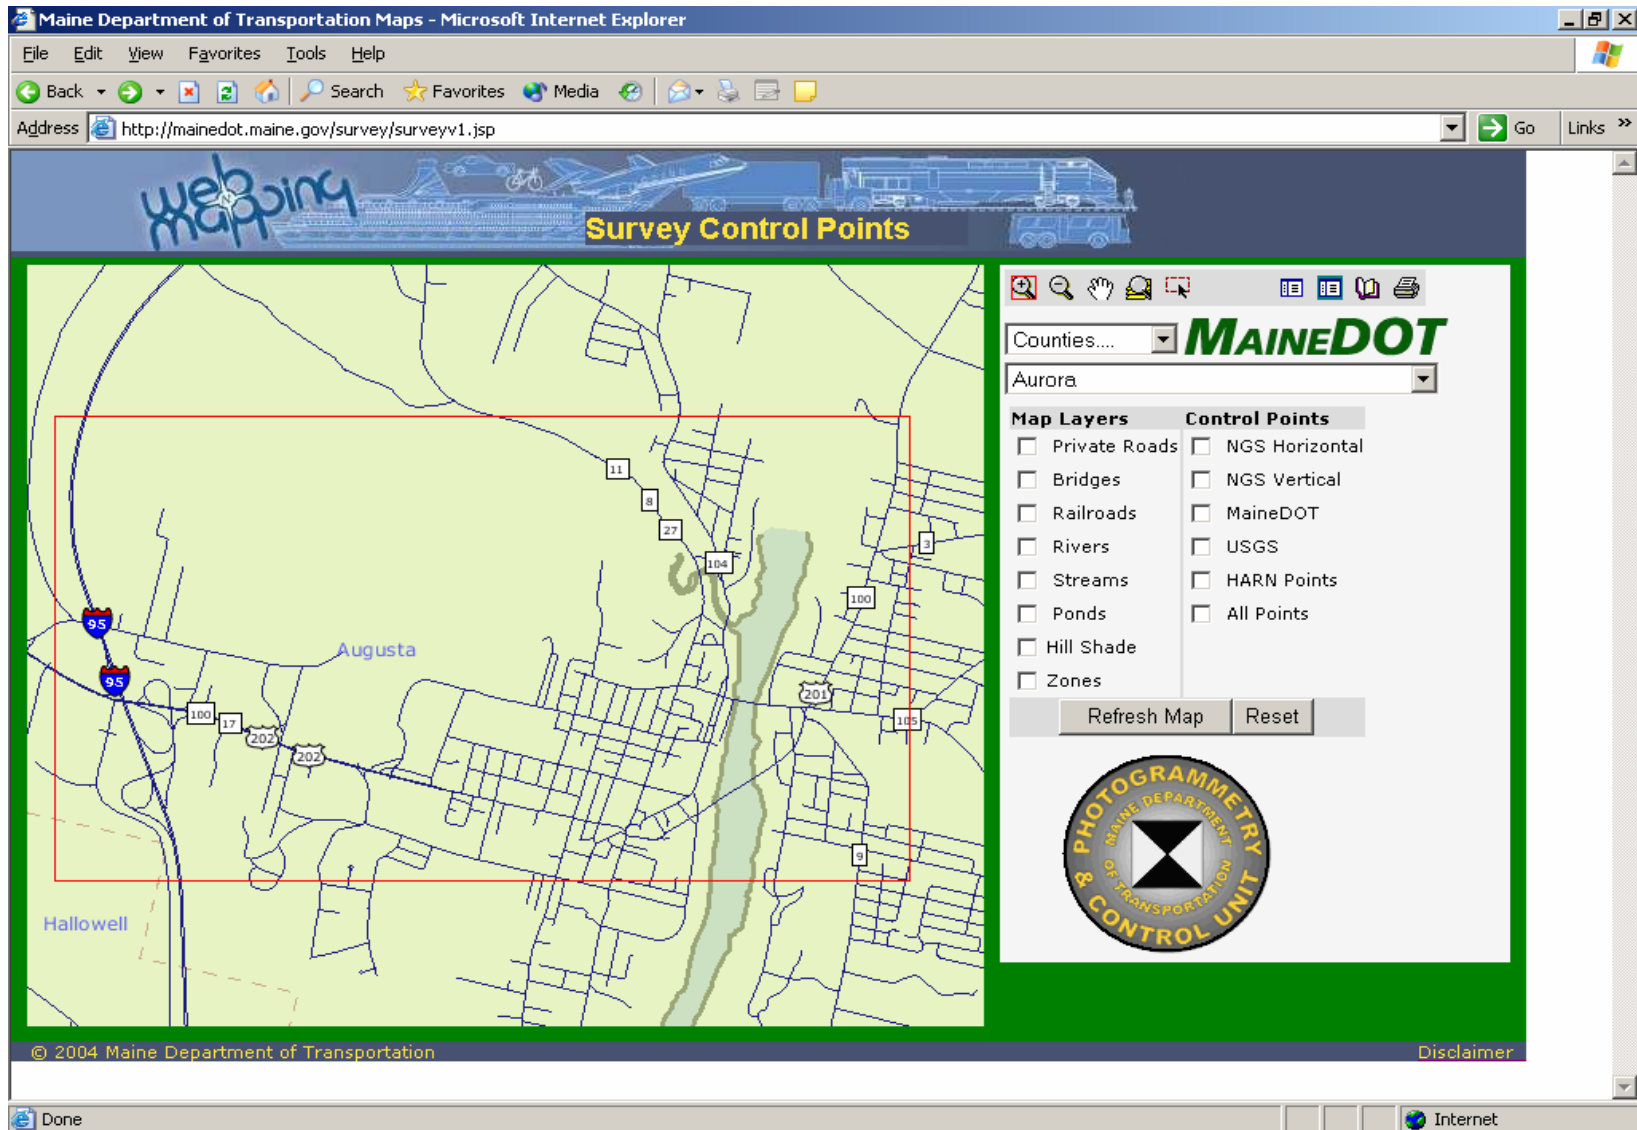 Maine Department of Transportation Maps - Microsoft Internet Explorer
File Edit View Favorites Tools Help
Back Search Favorites Media
Address http://mainedot.maine.gov/survey/surveyv1.jsp Go Links »
web mapping
N
Survey Control Points
Counties.... MAINEDOT
Aurora
Map Layers Control Points
Private Roads NGS Horizontal
Bridges NGS Vertical
Railroads MaineDOT
Rivers USGS
Streams HARN Points
Ponds All Points
Hill Shade
Zones
Refresh Map Reset
PHOTOGRAMMETRY & CONTROL UNIT
MAINE DEPARTMENT OF TRANSPORTATION
11
8
27
3
104
100
95
Augusta
95
201
100
17
105
202
202
9
Hallowell
© 2004 Maine Department of Transportation Disclaimer
Done Internet